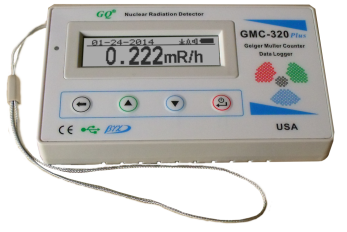 GQ® Nuclear Radiation Detector
01-24-2014
0.222mR/h
GMC-320 Plus
Geiger Muller Counter
Data Logger
CE
USA